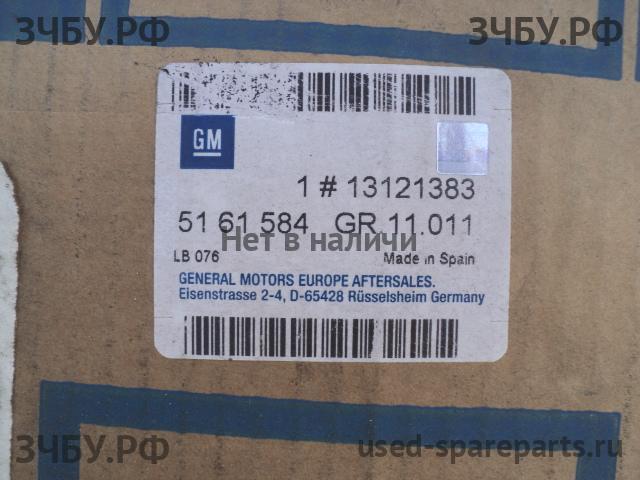 ЗЧБУ.РФ
ЗЧБУ.РФ
GM
1 # 13121383
51 61 584 GR.11.011
Нет в наличи
LB 076
Made in Spain
GENERAL MOTORS EUROPE AFTERSALES.
Eisenstrasse 2-4, D-65428 Rüsselsheim Germany
ЗЧБУ.РФ
used-spareparts.ru